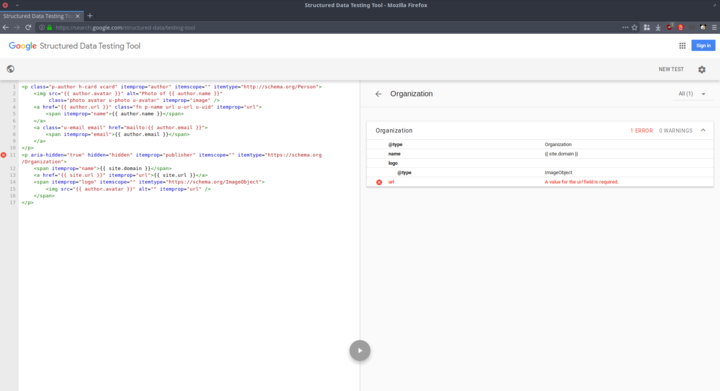 Structured Data Testing Tool - Mozilla Firefox
Structured Data Testing To
https://search.google.com/structured-data/testing-tool
Google Structured Data Testing Tool
Sign in
NEW TEST
1 <p class="p-author h-card vcard" itemprop="author" itemscope="" itemtype="http://schema.org/Person">
2 <img src="{{ author.avatar }}" alt="Photo of {{ author.name }}"
3 class="photo avatar u-photo u-avatar" itemprop="image" />
4 <a href="{{ author.url }}" class="fn p-name url u-url u-uid" itemprop="url">
5 <span itemprop="name">{{ author.name }}</span>
6 </a>
7 <a class="u-email email" href="mailto:{{ author.email }}">
8 <span itemprop="email">{{ author.email }}</span>
9 </a>
10 </p>
11 <p aria-hidden="true" hidden="hidden" itemprop="publisher" itemscope="" itemtype="https://schema.org
/Organization">
12 <span itemprop="name">{{ site.domain }}</span>
13 <a href="{{ site.url }}" itemprop="url">{{ site.url }}</a>
14 <span itemprop="logo" itemscope="" itemtype="https://schema.org/ImageObject">
15 <img src="{{ author.avatar }}" alt="" itemprop="url" />
16 </span>
17 </p>
Organization
All (1)
Organization 1 ERROR 0 WARNINGS
@type Organization
name {{ site.domain }}
logo
@type ImageObject
url A value for the url field is required.